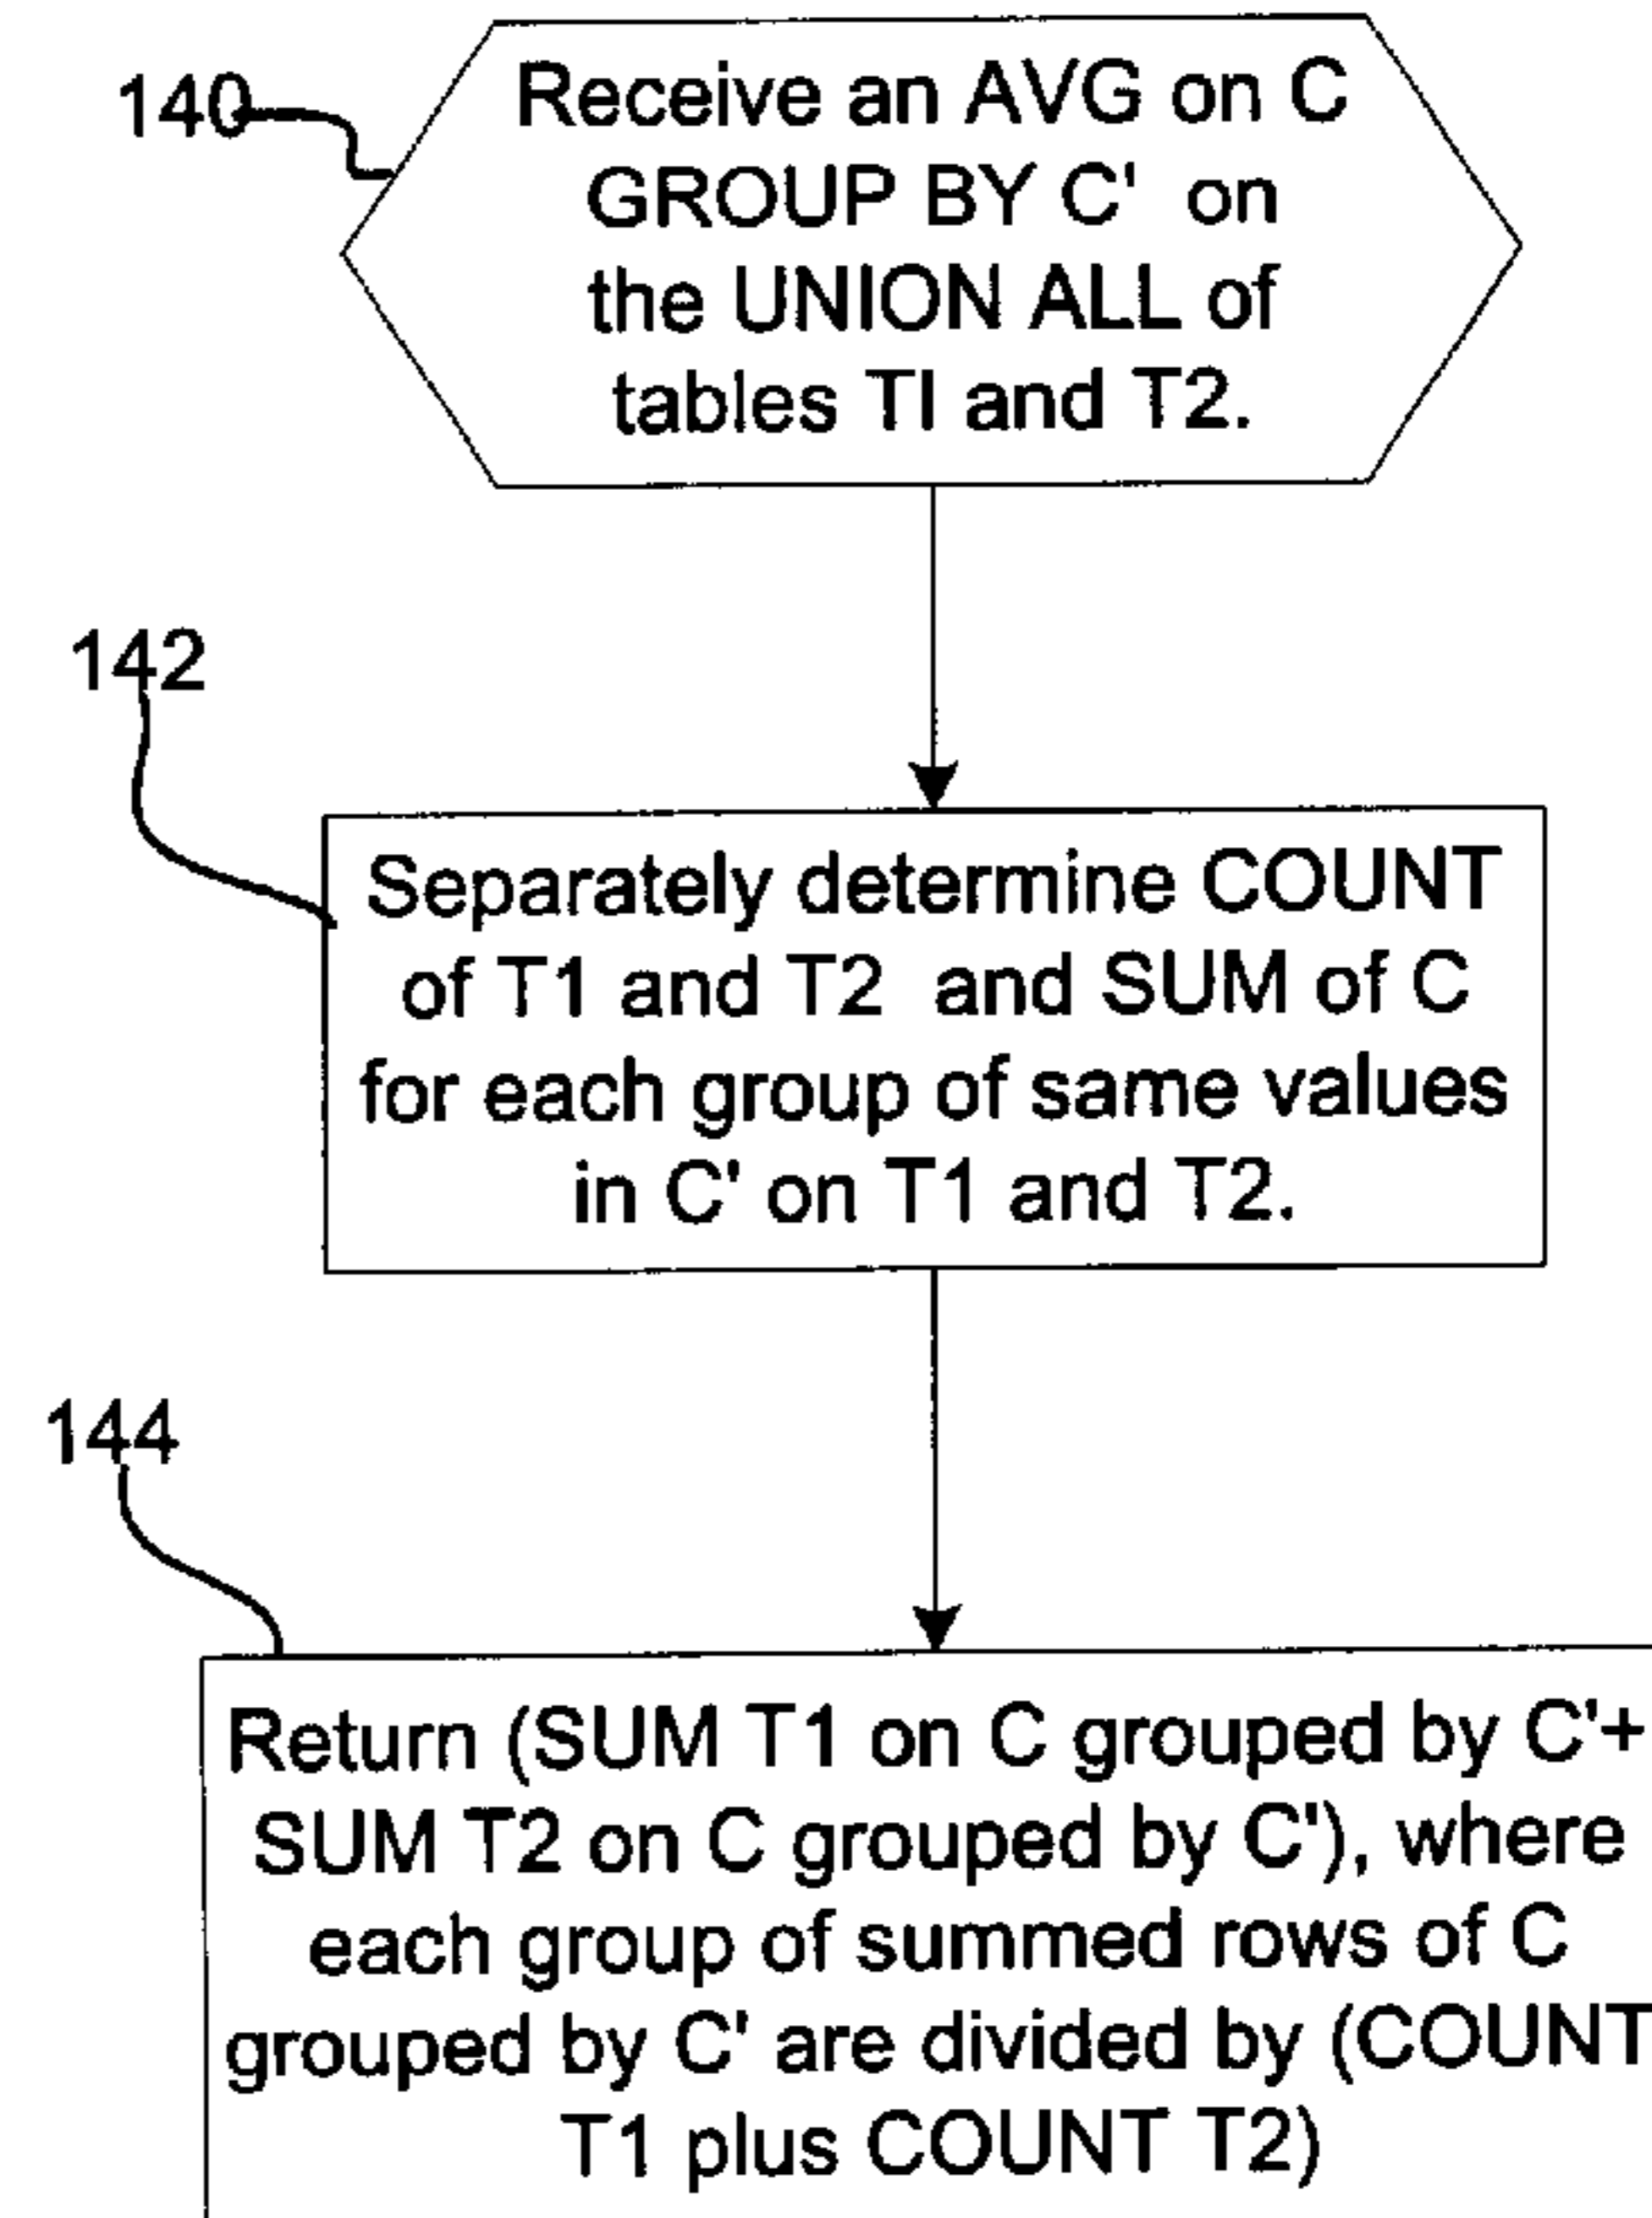 140
Receive an AVG on C
GROUP BY C' on
the UNION ALL of
tables TI and T2.
142
Separately determine COUNT
of T1 and T2 and SUM of C
for each group of same values
in C' on T1 and T2.
144
Return (SUM T1 on C grouped by C'+
SUM T2 on C grouped by C'), where
each group of summed rows of C
grouped by C' are divided by (COUNT
T1 plus COUNT T2)